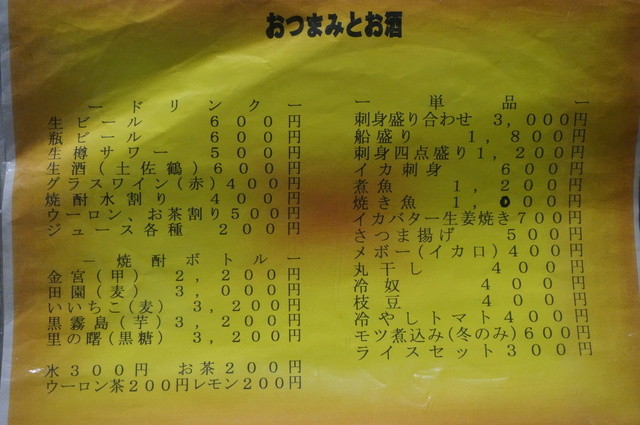 おつまみとお酒
ー ドリンク ー
生ビール 600円
瓶ビール 600円
生樽サワー 500円
生酒(土佐鶴)600円
グラスワイン(赤)400円
焼酎水割り 400円
ウーロン、お茶割り500円
ジュース各種 200円
ー 焼酎ボトル ー
金宮(甲) 2,200円
田園(麦) 3,000円
いいちこ(麦) 3,200円
黒霧島(芋)3,200円
里の曙(黒糖) 3,200円
氷300円 お茶200円
ウーロン茶200円レモン200円
ー 単品 ー
刺身盛り合わせ 3,000円
船盛り 1,800円
刺身四点盛り1,200円
イカ刺身 600円
煮魚 1,200円
焼き魚 1,000円
イカバター生姜焼き700円
さつま揚げ 500円
メボー(イカロ)400円
丸干し 400円
冷奴 400円
枝豆 400円
冷やしトマト400円
モツ煮込み(冬のみ)600円
ライスセット300円